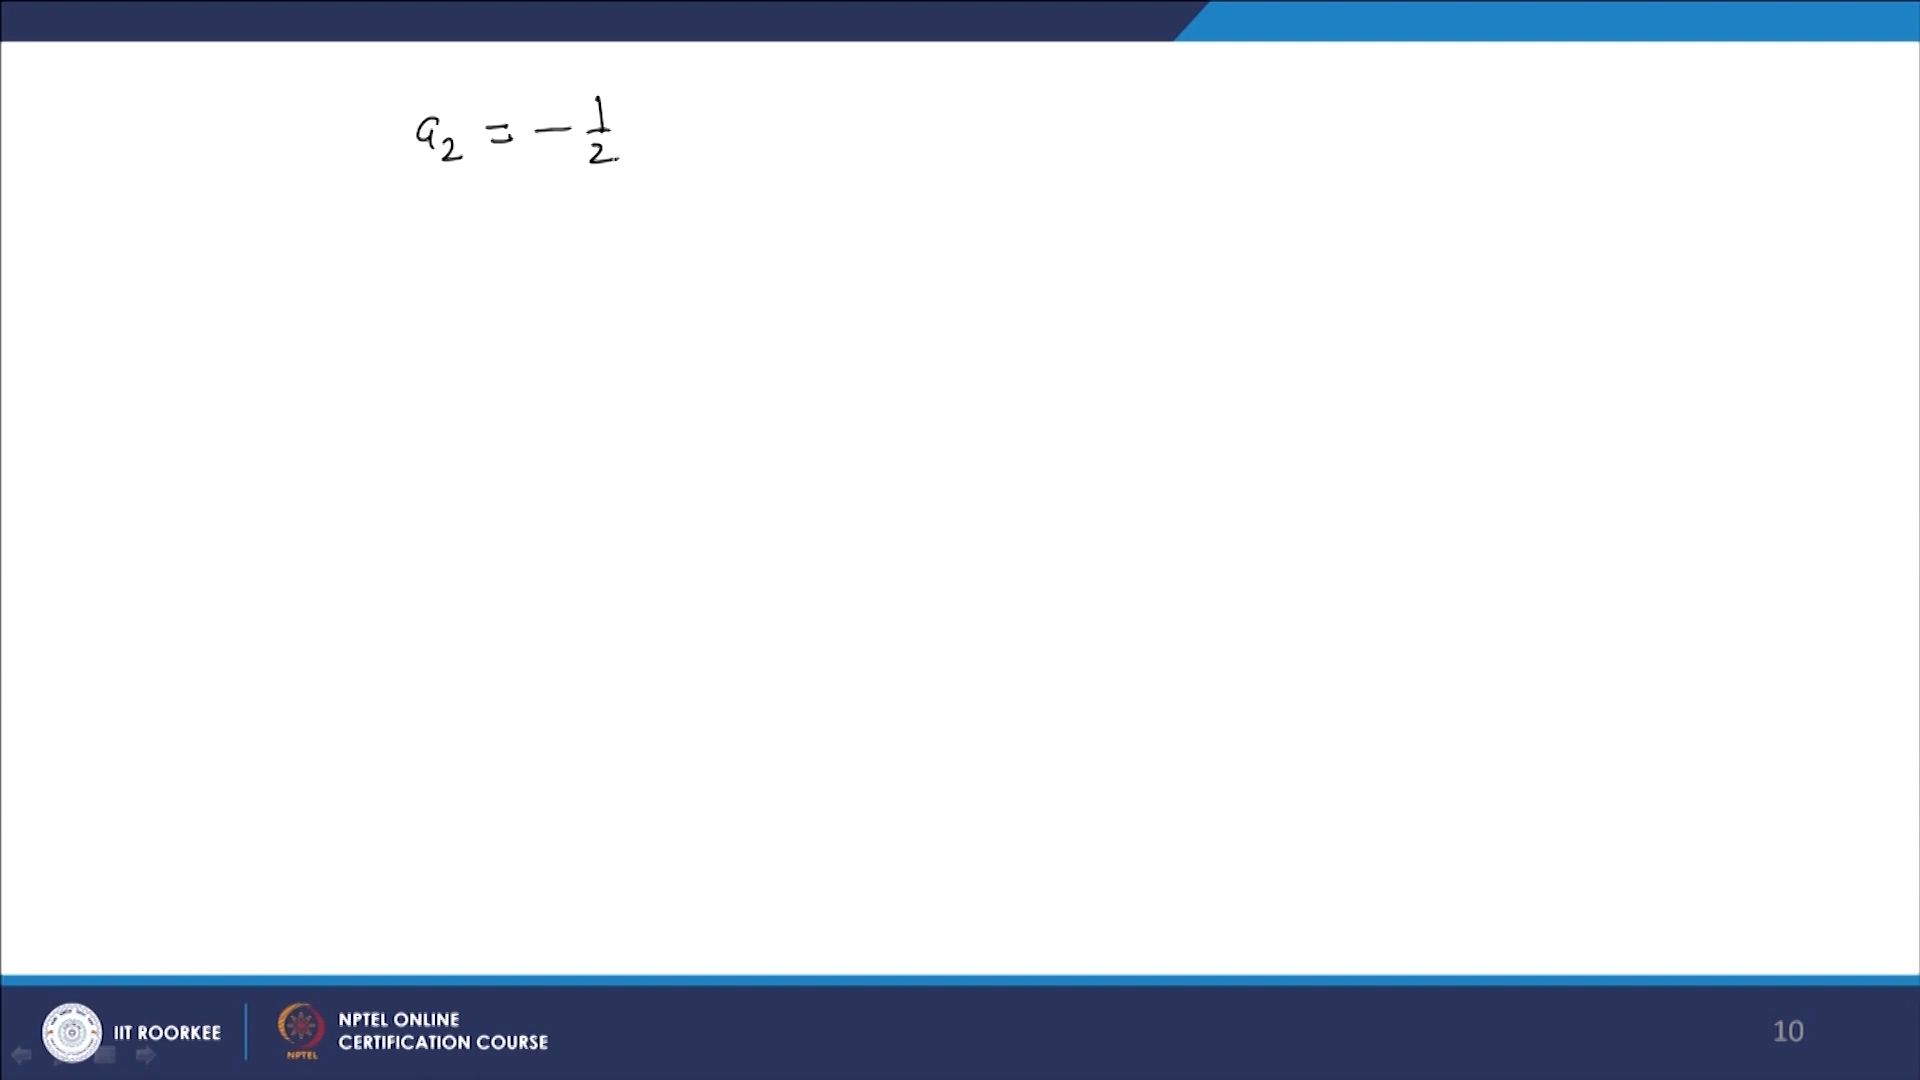 a₂ = - 1/2
IIT ROORKEE
NPTEL
NPTEL ONLINE
CERTIFICATION COURSE
10